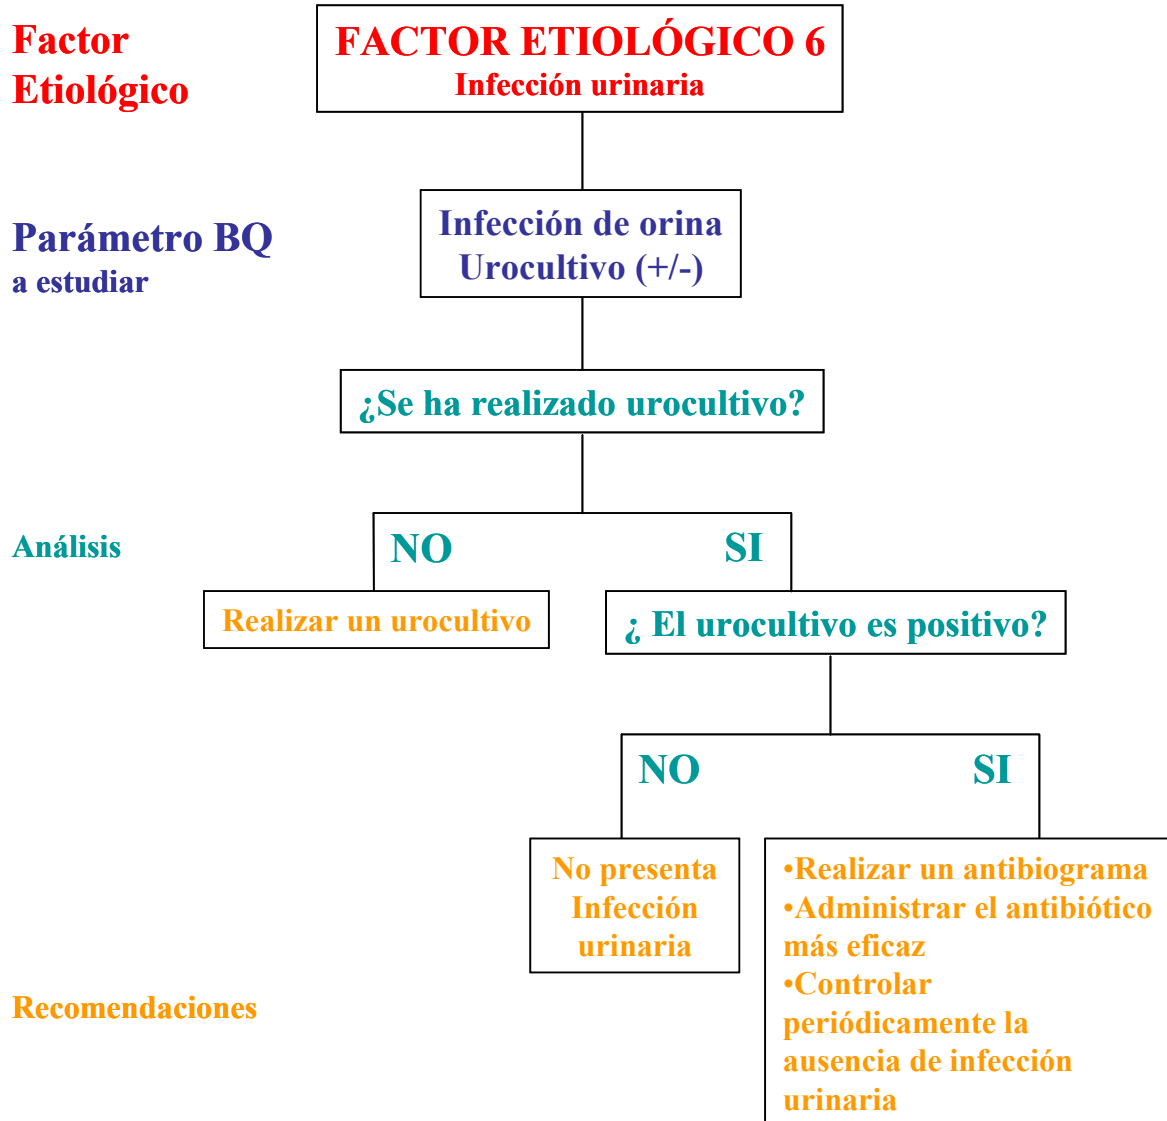 Factor
Etiológico
FACTOR ETIOLÓGICO 6
Infección urinaria
Parámetro BQ
a estudiar
Infección de orina
Urocultivo (+/-)
¿Se ha realizado urocultivo?
Análisis
NO
SI
Realizar un urocultivo
¿ El urocultivo es positivo?
NO
SI
No presenta
Infección
urinaria
•Realizar un antibiograma
•Administrar el antibiótico
más eficaz
•Controlar
periódicamente la
ausencia de infección
urinaria
Recomendaciones